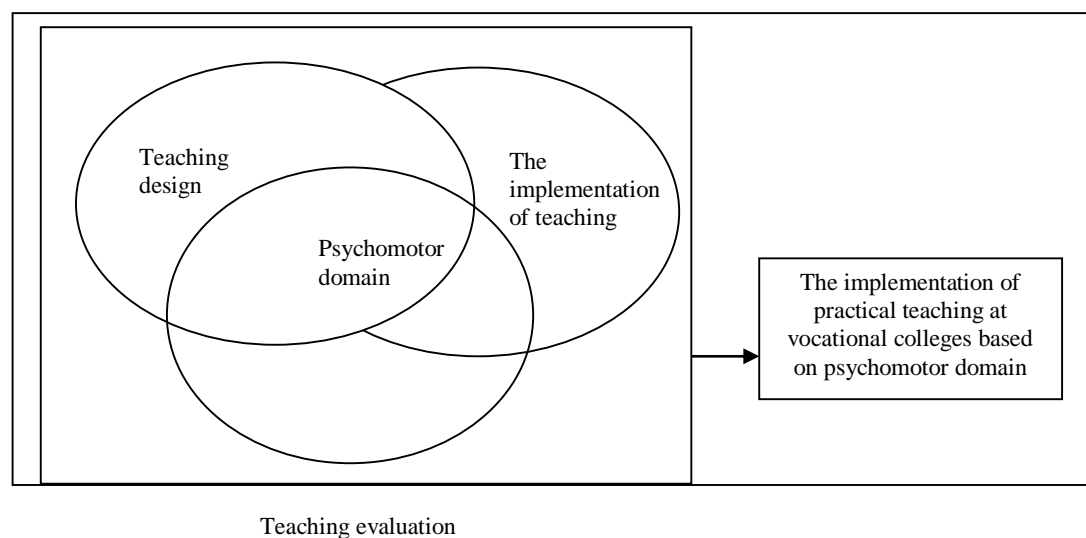 Teaching
design
The
implementation
of teaching
Psychomotor
domain
The implementation of
practical teaching at
vocational colleges based
on psychomotor domain
Teaching evaluation